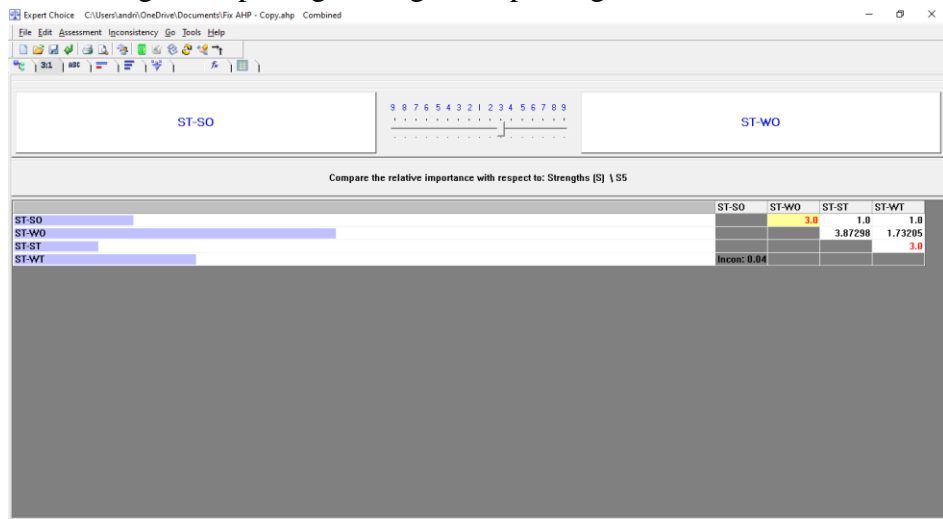 Expert Choice C:\Users\andri\OneDrive\Documents\Fix AHP - Copy.ahp Combined
File Edit Assessment Inconsistency Go Tools Help
3:1 ABC
ST-SO
9 8 7 6 5 4 3 2 1 2 3 4 5 6 7 8 9
ST-WO
Compare the relative importance with respect to: Strengths (S) \ S5
ST-SO ST-WO ST-ST ST-WT
ST-SO 3.0 1.0 1.0
ST-WO 3.87298 1.73205
ST-ST 3.0
ST-WT Incon: 0.04